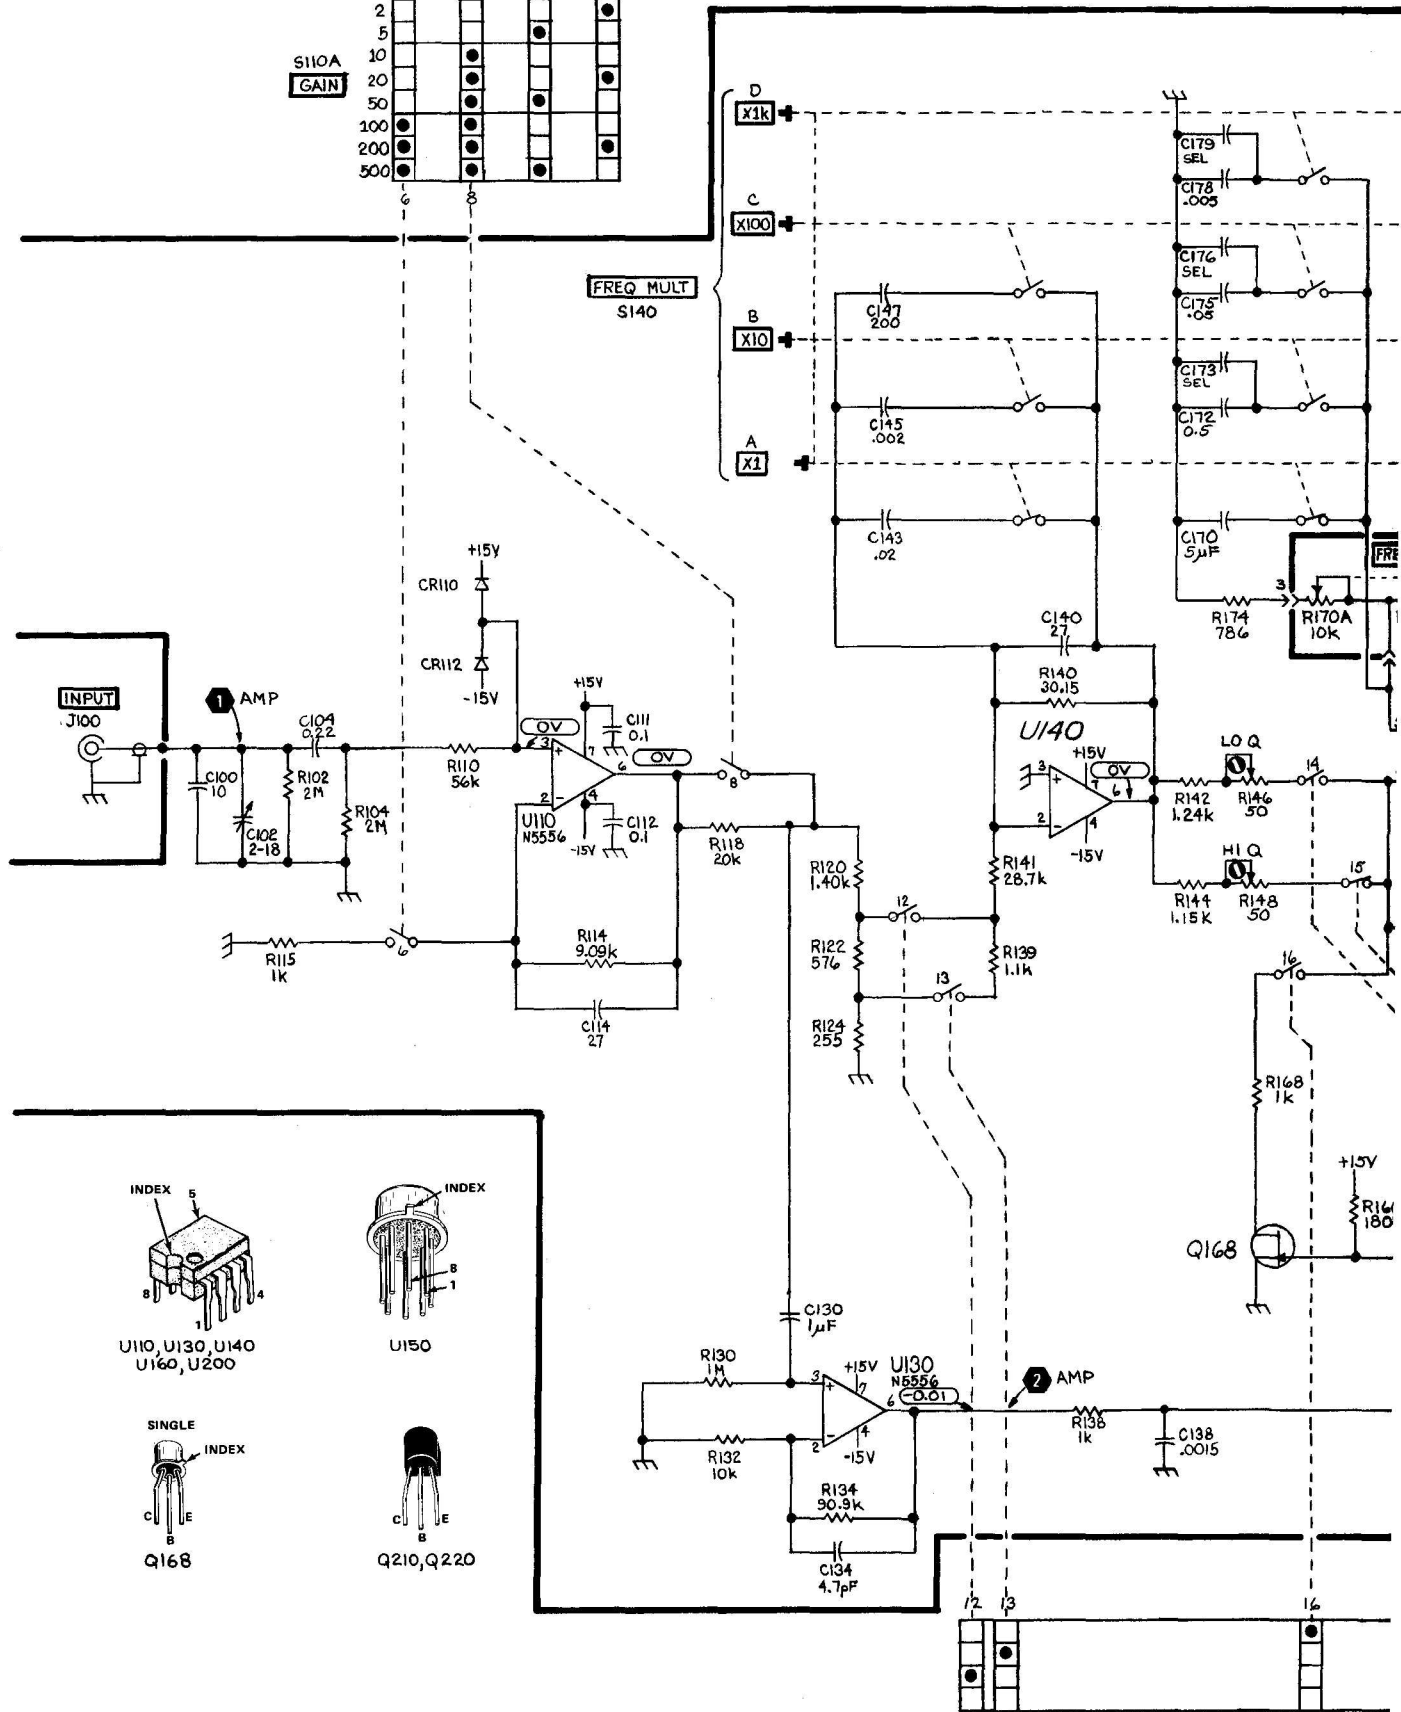 2
5
S110A
GAIN
10
20
50
100
200
500
6
8
FREQ MULT
S140
D
X1k
C
X100
B
X10
A
X1
C179
SEL
C178
.005
C176
SEL
C175
.05
C173
SEL
C172
0.5
C170
5µF
C147
200
C145
.002
C143
.02
R174
786
3
R170A
10k
C140
27
R140
30.15
U140
+15V
0V
3
7
6
2
4
-15V
LO Q
R142
1.24k
R146
50
14
HI Q
R144
1.15K
R148
50
15
16
INPUT
J100
1 AMP
C100
10
C102
2-18
R102
2M
C104
0.22
R104
2M
+15V
CR110
CR112
-15V
R110
56k
+15V
0V
3
7
6
2
4
C111
0.1
0V
U110
N5556
-15V
C112
0.1
8
R118
20k
R115
1k
6
R114
9.09k
C114
27
R120
1.40k
R122
576
R124
255
12
13
R141
28.7k
R139
1.1k
R168
1k
+15V
180
Q168
INDEX
5
8
1
4
U110, U130, U140
U160, U200
INDEX
8
1
U150
SINGLE
INDEX
C
B
E
Q168
C
B
E
Q210, Q220
C130
1µF
R130
1M
R132
10k
3
+15V
7
U130
N5556
-0.01
6
2
4
-15V
2 AMP
R134
90.9k
C134
4.7pF
R138
1k
C138
.0015
12
13
16